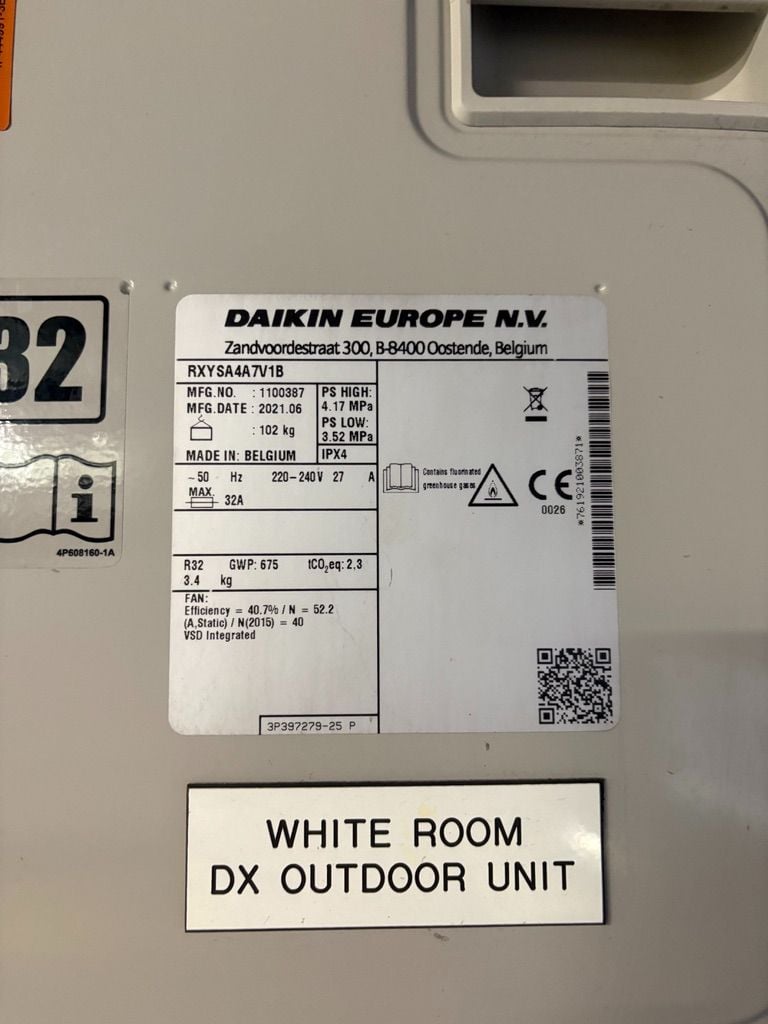 32
4P608160-1A
DAIKIN EUROPE N.V.
Zandvoordestraat 300, B-8400 Oostende, Belgium
RXYSA4A7V1B
MFG.NO. : 1100387
MFG.DATE : 2021.06
: 102 kg
MADE IN: BELGIUM
PS HIGH:
4.17 MPa
PS LOW:
3.52 MPa
IPX4
~50 Hz 220-240V 27 A
MAX.
32A
R32 GWP: 675 tCO₂eq: 2,3
3.4 kg
FAN:
Efficiency = 40.7% / N = 52.2
(A,Static) / N(2015) = 40
VSD Integrated
3P397279-25 P
Contains fluorinated
greenhouse gases
CE
0026
*761921003871*
WHITE ROOM
DX OUTDOOR UNIT